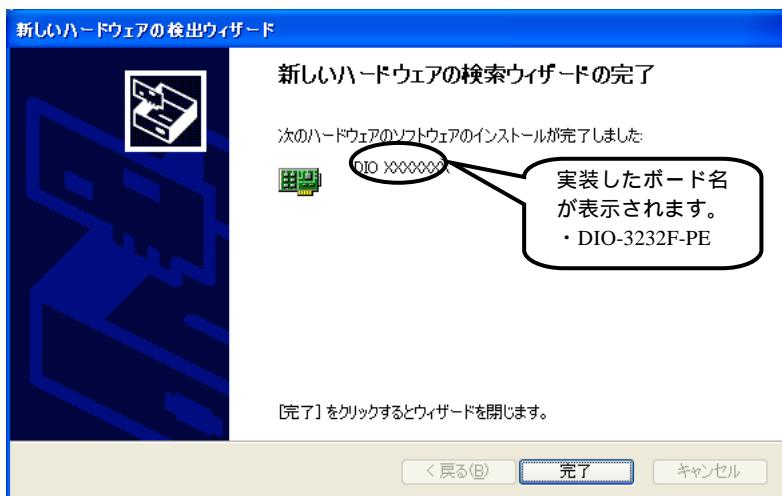 新しいハードウェアの検出ウィザード
新しいハードウェアの検索ウィザードの完了
次のハードウェアのソフトウェアのインストールが完了しました:
DIO XXXXXXX
実装したボード名
が表示されます。
・DIO-3232F-PE
[完了] をクリックするとウィザードを閉じます。
< 戻る(B)
完了
キャンセル